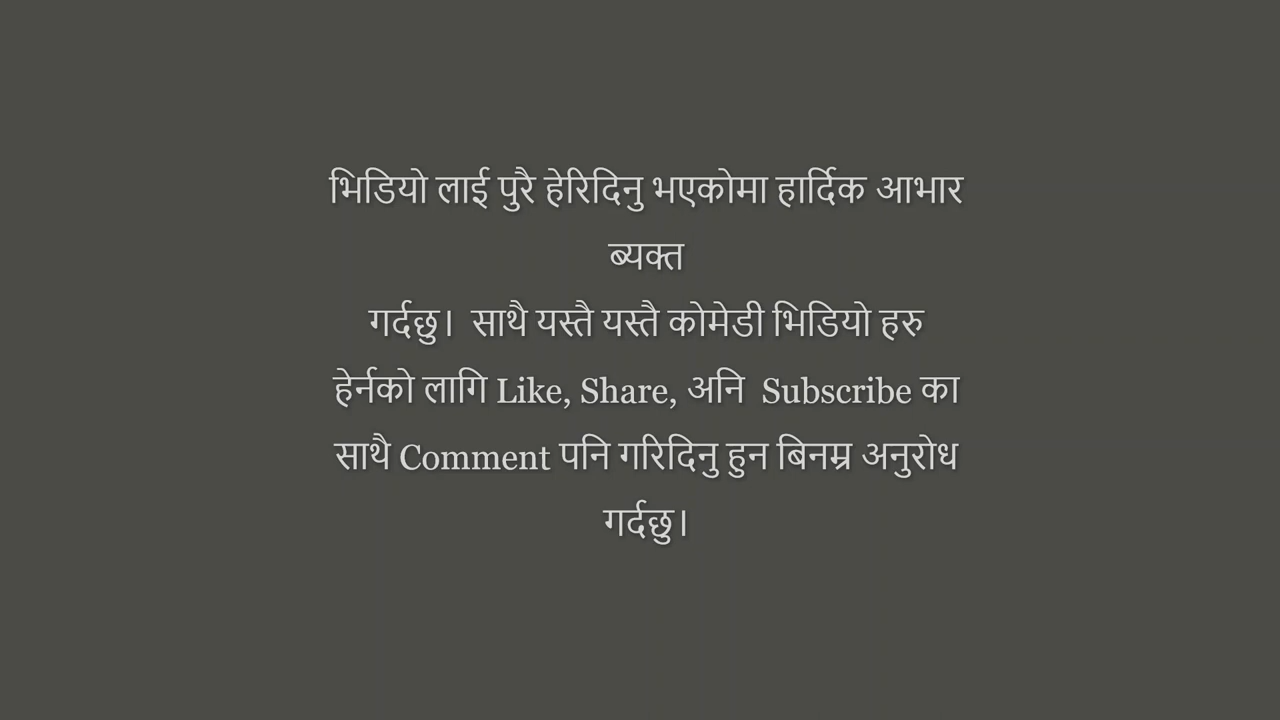 भिडियो लाई पुरै हेरिदिनु भएकोमा हार्दिक आभार
ब्यक्त
गर्दछु।  साथै यस्तै यस्तै कोमेडी भिडियो हरु
हेर्नको लागि Like, Share, अनि  Subscribe का
साथै Comment पनि गरिदिनु हुन बिनम्र अनुरोध
गर्दछु।